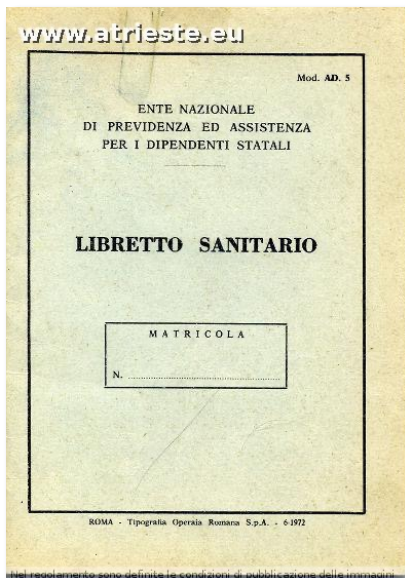 www.atrieste.eu
Mod. AD. 5
ENTE NAZIONALE
DI PREVIDENZA ED ASSISTENZA
PER I DIPENDENTI STATALI
LIBRETTO SANITARIO
MATRICOLA
N. ........................................
ROMA - Tipografia Operaia Romana S.p.A. - 6-1972
Nel regolamento sono definite le condizioni di pubblicazione delle immagini